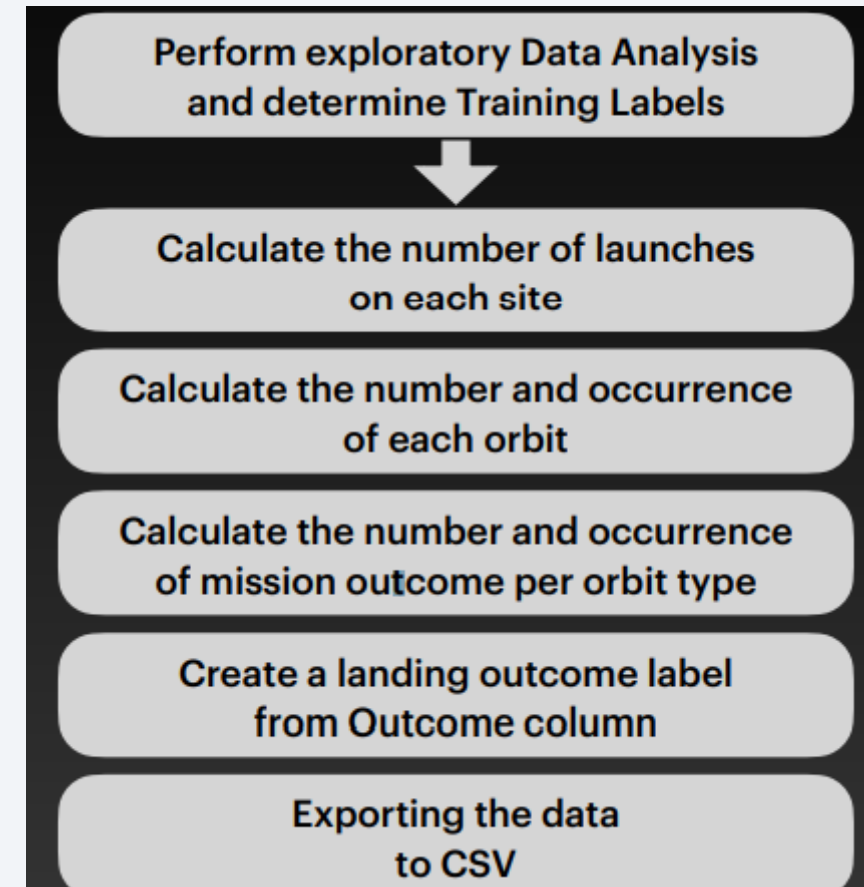 Perform exploratory Data Analysis
and determine Training Labels
Calculate the number of launches
on each site
Calculate the number and occurrence
of each orbit
Calculate the number and occurrence
of mission outcome per orbit type
Create a landing outcome label
from Outcome column
Exporting the data
to CSV